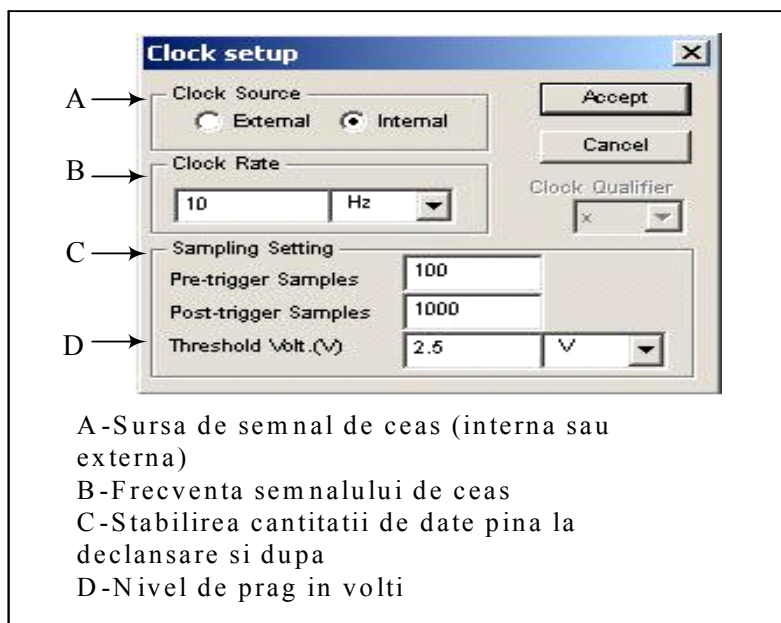 Clock setup
A
Clock Source
External Internal
Accept
Cancel
B
Clock Rate
10 Hz
Clock Qualifier
x
C
Sampling Setting
Pre-trigger Samples 100
Post-trigger Samples 1000
D
Threshold Volt.(V) 2.5 V
A-Sursa de semnal de ceas (interna sau
externa)
B-Frecventa semnalului de ceas
C-Stabilirea cantitatii de date pina la
declansare si dupa
D-Nivel de prag in volti